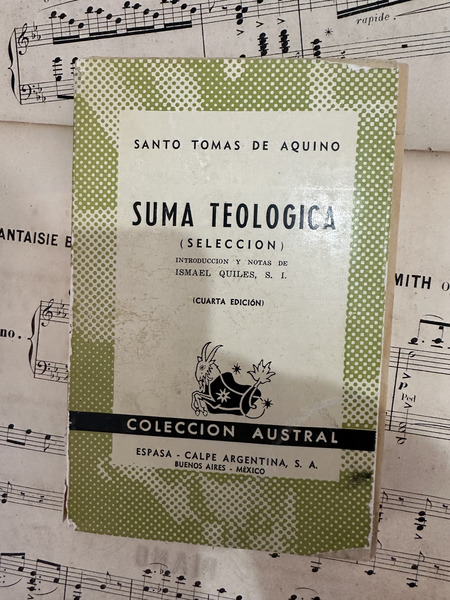 rapide.
SANTO TOMAS DE AQUINO
SUMA TEOLOGICA
(SELECCION)
INTRODUCCION Y NOTAS DE
ISMAEL QUILES, S. I.
(CUARTA EDICIÓN)
COLECCION AUSTRAL
ESPASA - CALPE ARGENTINA, S. A.
BUENOS AIRES - MÉXICO
ANTAISIE B
SMITH
no.
Ped
PIANO